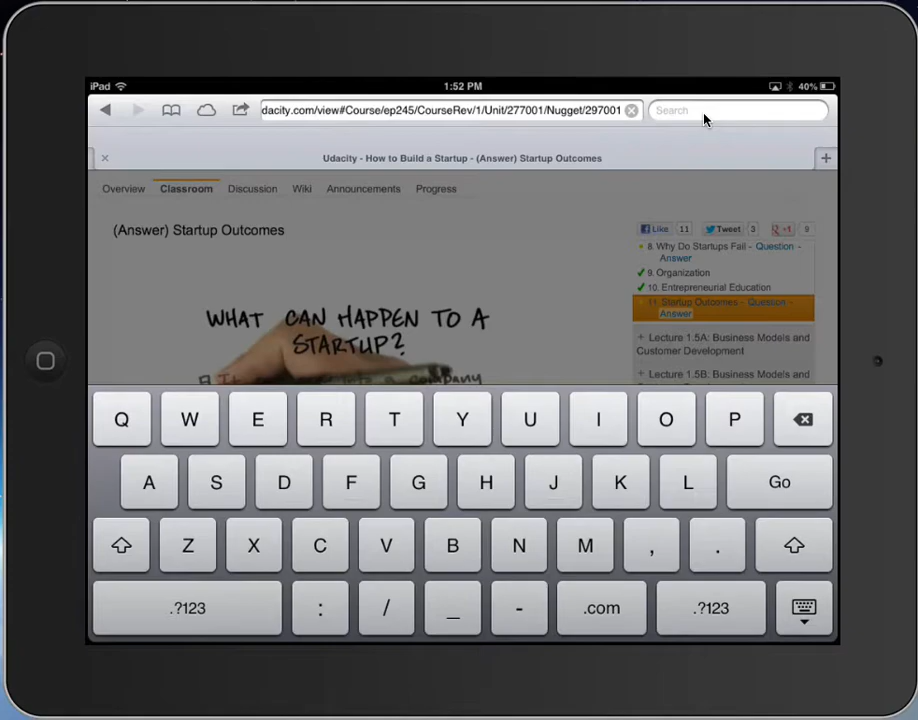 iPad
1:52 PM
40%
dacity.com/view#Course/ep245/CourseRev/1/Unit/277001/Nugget/297001
Search
Udacity - How to Build a Startup - (Answer) Startup Outcomes
Overview Classroom Discussion Wiki Announcements Progress
(Answer) Startup Outcomes
Like 11 Tweet 3 +1 9
8. Why Do Startups Fail - Question -
Answer
9. Organization
10. Entrepreneurial Education
11. Startup Outcomes - Question -
Answer
+ Lecture 1.5A: Business Models and
Customer Development
+ Lecture 1.5B: Business Models and
WHAT CAN HAPPEN TO A
STARTUP?
company
Q W E R T Y U I O P
A S D F G H J K L Go
Z X C V B N M , .
.?123 : / _ - .com .?123